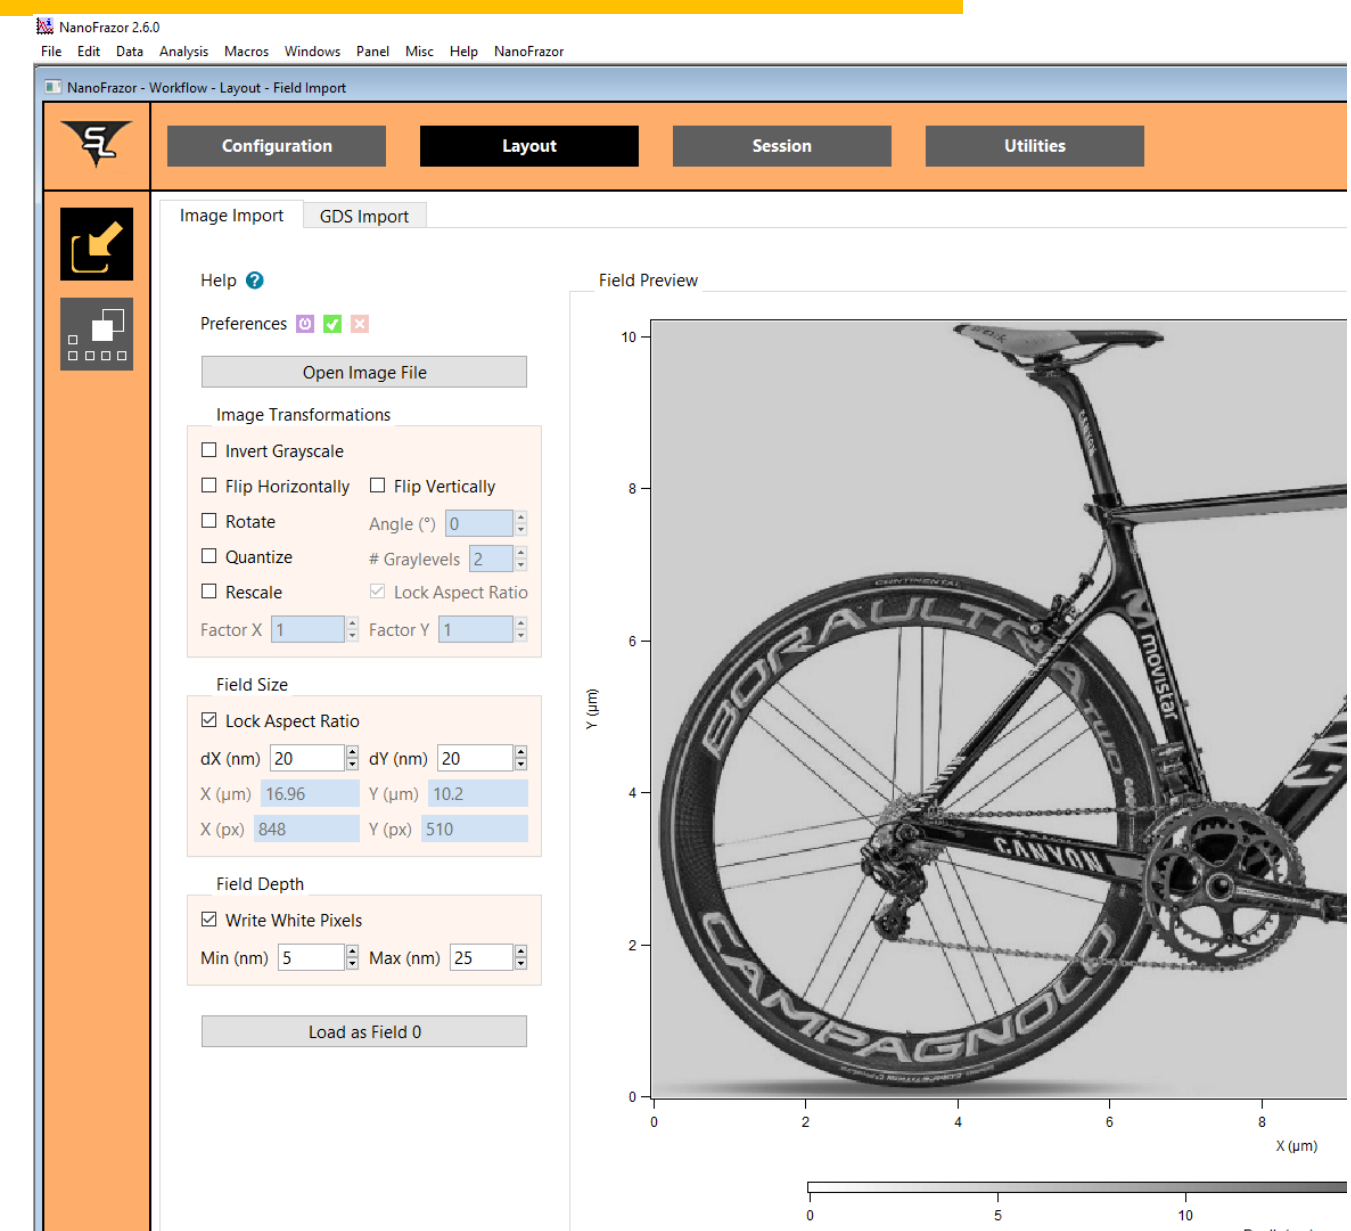 NanoFrazor 2.6.0
File Edit Data Analysis Macros Windows Panel Misc Help NanoFrazor
NanoFrazor - Workflow - Layout - Field Import
SL
Configuration Layout Session Utilities
Image Import GDS Import
Help ?
Preferences
Open Image File
Image Transformations
Invert Grayscale
Flip Horizontally Flip Vertically
Rotate Angle (°) 0
Quantize # Graylevels 2
Rescale Lock Aspect Ratio
Factor X 1 Factor Y 1
Field Size
Lock Aspect Ratio
dX (nm) 20 dY (nm) 20
X (μm) 16.96 Y (μm) 10.2
X (px) 848 Y (px) 510
Field Depth
Write White Pixels
Min (nm) 5 Max (nm) 25
Load as Field 0
Field Preview
10
8
6
4
2
0
Y (μm)
CANYON
CONTINENTAL
BORA ULTRA TWO
movistar
CANYON
CAMPAGNOLO
0 2 4 6 8
X (μm)
0 5 10